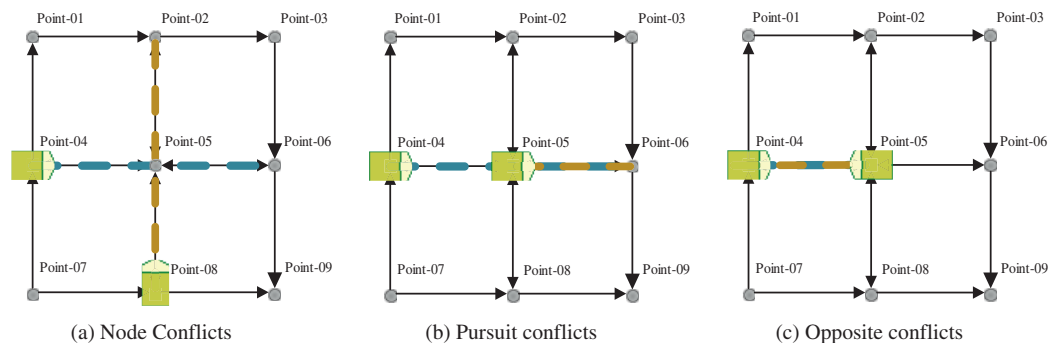 Point-01 Point-02 Point-03 Point-01 Point-02 Point-03 Point-01 Point-02 Point-03
Point-04 Point-05 Point-06 Point-04 Point-05 Point-06 Point-04 Point-05 Point-06
Point-07 Point-08 Point-09 Point-07 Point-08 Point-09 Point-07 Point-08 Point-09
(a) Node Conflicts (b) Pursuit conflicts (c) Opposite conflicts